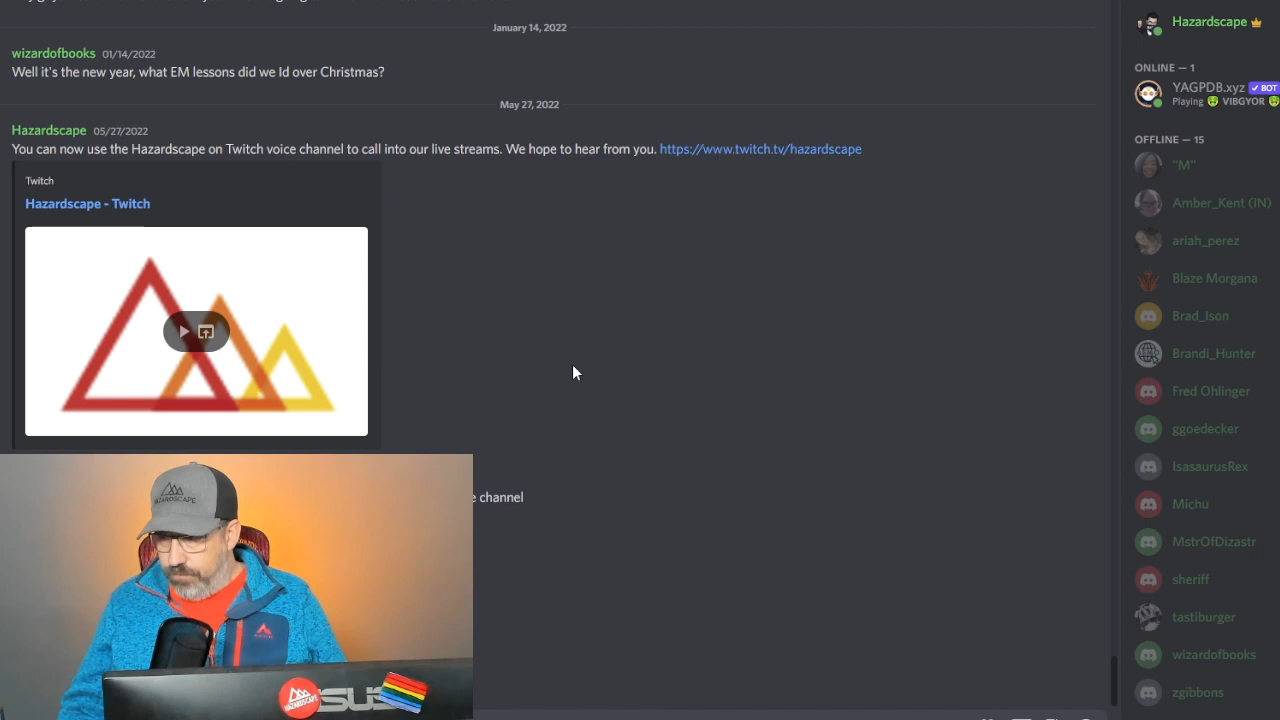 January 14, 2022
wizardofbooks 01/14/2022
Well it's the new year, what EM lessons did we Id over Christmas?
May 27, 2022
Hazardscape 05/27/2022
You can now use the Hazardscape on Twitch voice channel to call into our live streams. We hope to hear from you. https://www.twitch.tv/hazardscape
Twitch
Hazardscape - Twitch
channel
HAZARDSCAPE
HAZARDSCAPE
ASUS
Hazardscape
ONLINE — 1
YAGPDB.xyz ✓ BOT
Playing 🤢 VIBGYOR 🤢
OFFLINE — 15
"M"
Amber_Kent (IN)
ariah_perez
Blaze Morgana
Brad_Ison
Brandi_Hunter
Fred Ohlinger
ggoedecker
IsasaurusRex
Michu
MstrOfDizastr
sheriff
tastiburger
wizardofbooks
zgibbons